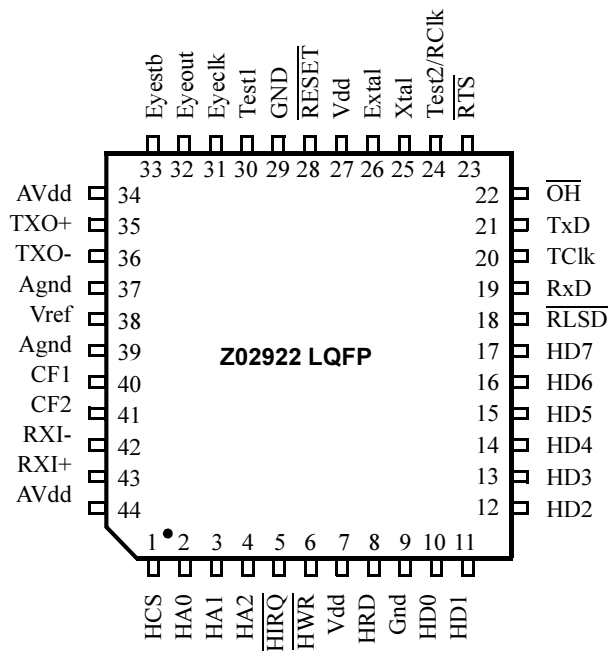 Eyestb
Eyeout
Eyeclk
Test1
GND
RESET
Vdd
Extal
Xtal
Test2/RClk
RTS
33 32 31 30 29 28 27 26 25 24 23
AVdd 34
TXO+ 35
TXO- 36
Agnd 37
Vref 38
Agnd 39
CF1 40
CF2 41
RXI- 42
RXI+ 43
AVdd 44
Z02922 LQFP
22 OH
21 TxD
20 TClk
19 RxD
18 RLSD
17 HD7
16 HD6
15 HD5
14 HD4
13 HD3
12 HD2
1 2 3 4 5 6 7 8 9 10 11
HCS
HA0
HA1
HA2
HIRQ
HWR
Vdd
HRD
Gnd
HD0
HD1